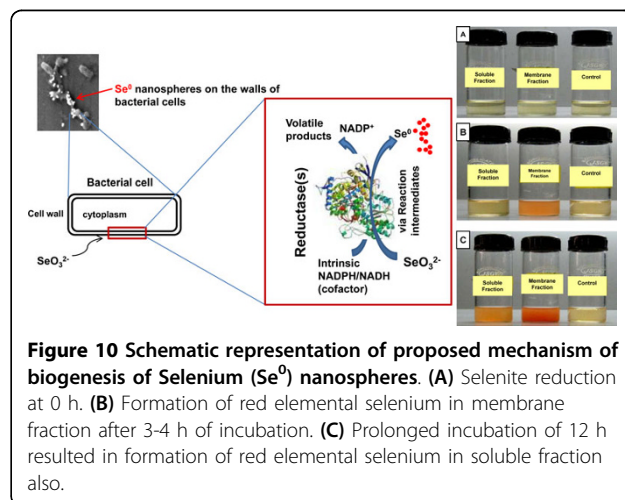 Se⁰ nanospheres on the walls of
bacterial cells
Bacterial cell
Cell wall
cytoplasm
SeO₃²⁻
Reductase(s)
Volatile
products
NADP⁺
Se⁰
via Reaction
intermediates
Intrinsic
NADPH/NADH
(cofactor)
SeO₃²⁻
A
Soluble
Fraction
Membrane
Fraction
Control
B
Soluble
Fraction
Membrane
Fraction
Control
C
Soluble
Fraction
Membrane
Fraction
Control
Figure 10 Schematic representation of proposed mechanism of
biogenesis of Selenium (Se⁰) nanospheres. (A) Selenite reduction
at 0 h. (B) Formation of red elemental selenium in membrane
fraction after 3-4 h of incubation. (C) Prolonged incubation of 12 h
resulted in formation of red elemental selenium in soluble fraction
also.